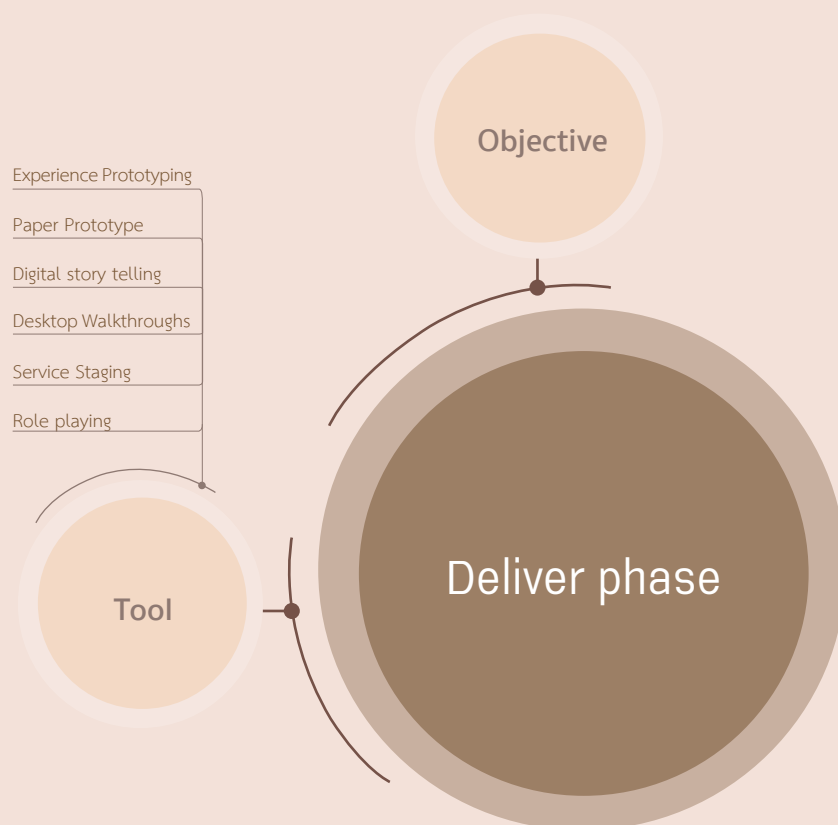 Objective
Experience Prototyping
Paper Prototype
Digital story telling
Desktop Walkthroughs
Service Staging
Role playing
Tool
Deliver phase